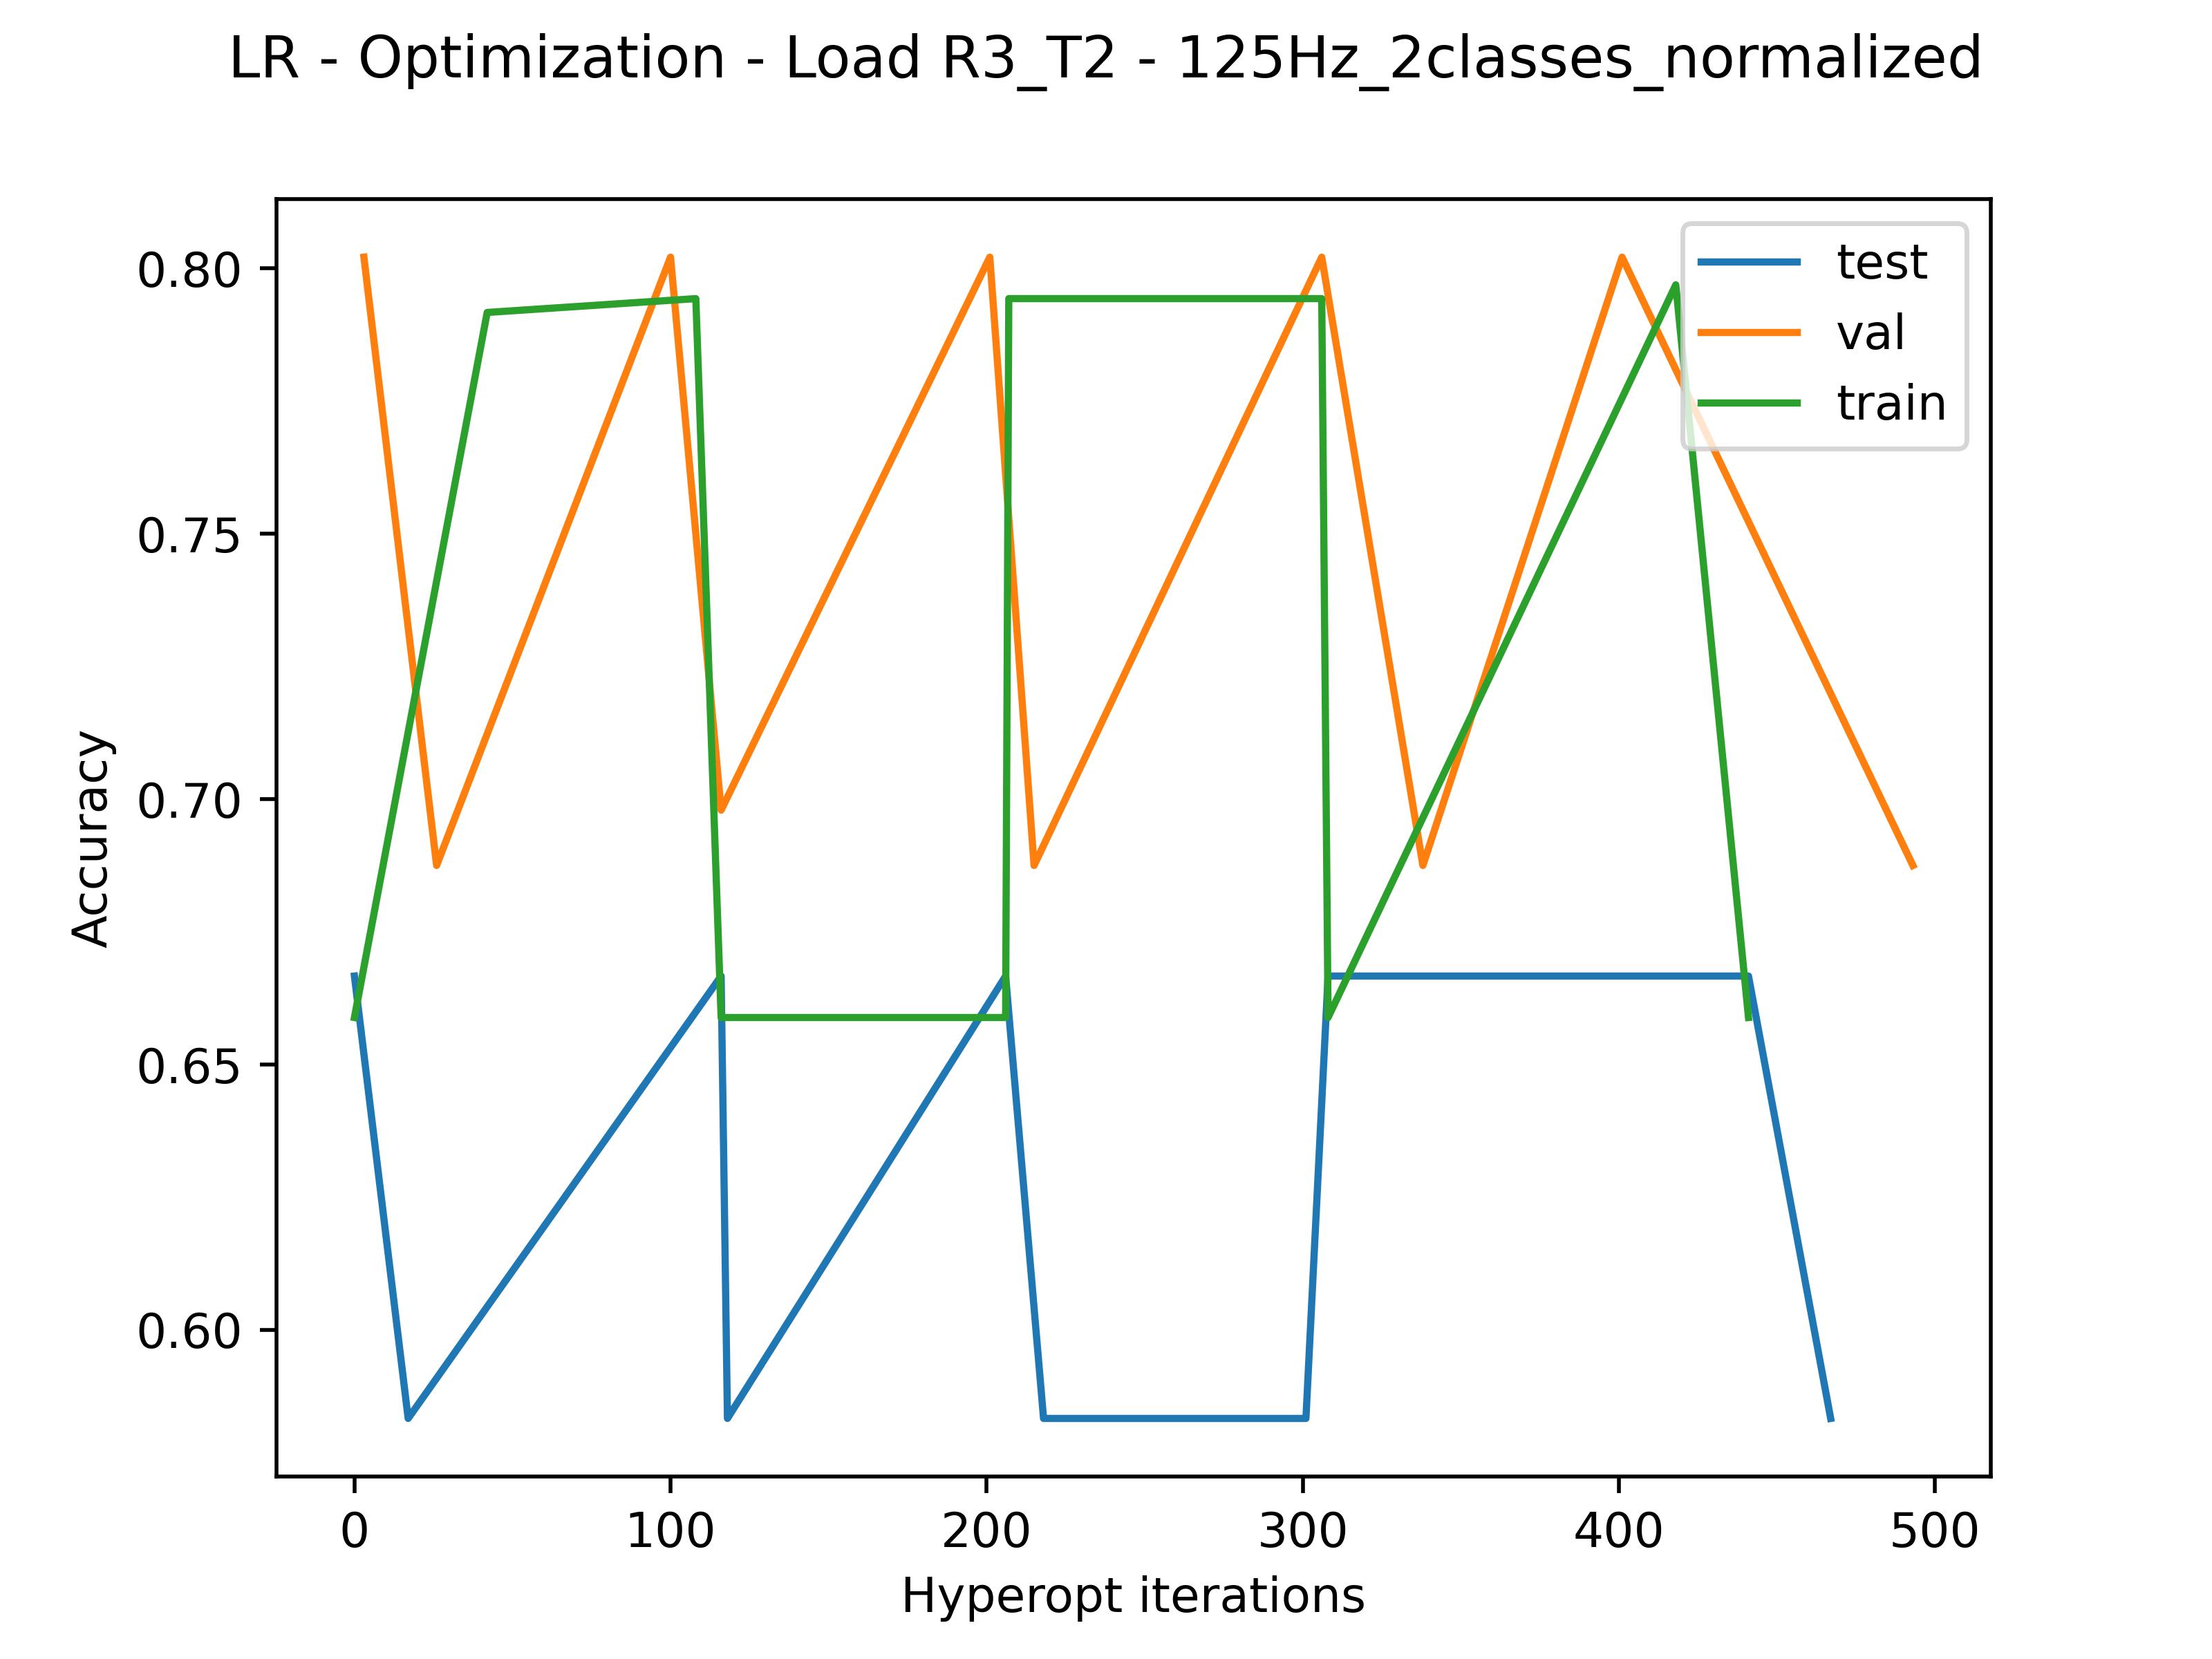 LR - Optimization - Load R3_T2 - 125Hz_2classes_normalized
test
val
train
0.80
0.75
0.70
0.65
0.60
Accuracy
0 100 200 300 400 500
Hyperopt iterations